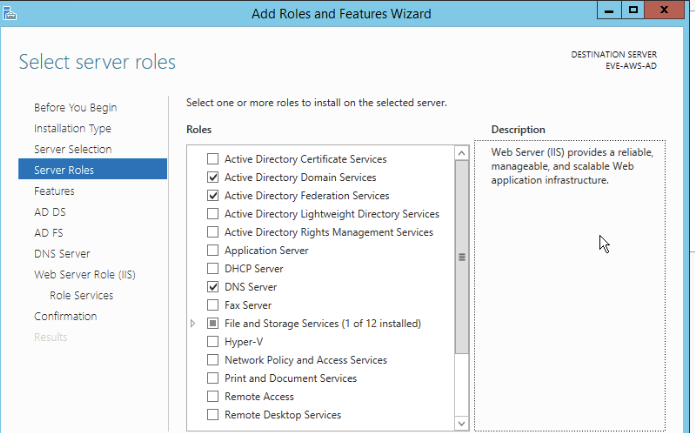 Add Roles and Features Wizard
Select server roles
DESTINATION SERVER
EVE-AWS-AD
Before You Begin
Installation Type
Server Selection
Server Roles
Features
AD DS
AD FS
DNS Server
Web Server Role (IIS)
Role Services
Confirmation
Results
Select one or more roles to install on the selected server.
Roles
Active Directory Certificate Services
Active Directory Domain Services
Active Directory Federation Services
Active Directory Lightweight Directory Services
Active Directory Rights Management Services
Application Server
DHCP Server
DNS Server
Fax Server
File and Storage Services (1 of 12 installed)
Hyper-V
Network Policy and Access Services
Print and Document Services
Remote Access
Remote Desktop Services
Description
Web Server (IIS) provides a reliable,
manageable, and scalable Web
application infrastructure.